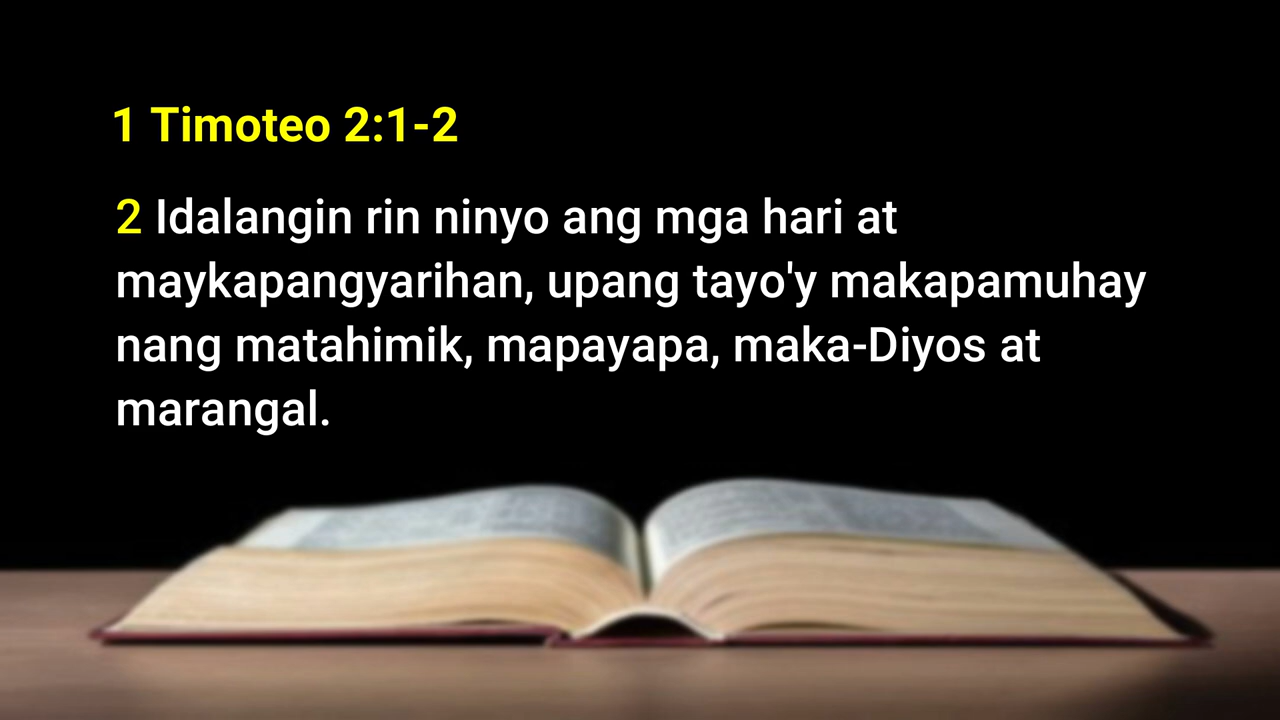 1 Timoteo 2:1-2
2 Idalangin rin ninyo ang mga hari at
maykapangyarihan, upang tayo'y makapamuhay
nang matahimik, mapayapa, maka-Diyos at
marangal.